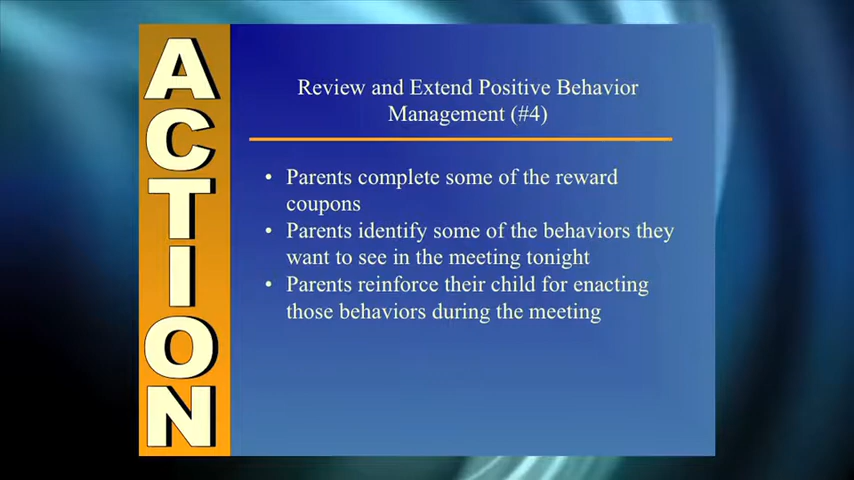 ACTION
Review and Extend Positive Behavior
Management (#4)
• Parents complete some of the reward
coupons
• Parents identify some of the behaviors they
want to see in the meeting tonight
• Parents reinforce their child for enacting
those behaviors during the meeting